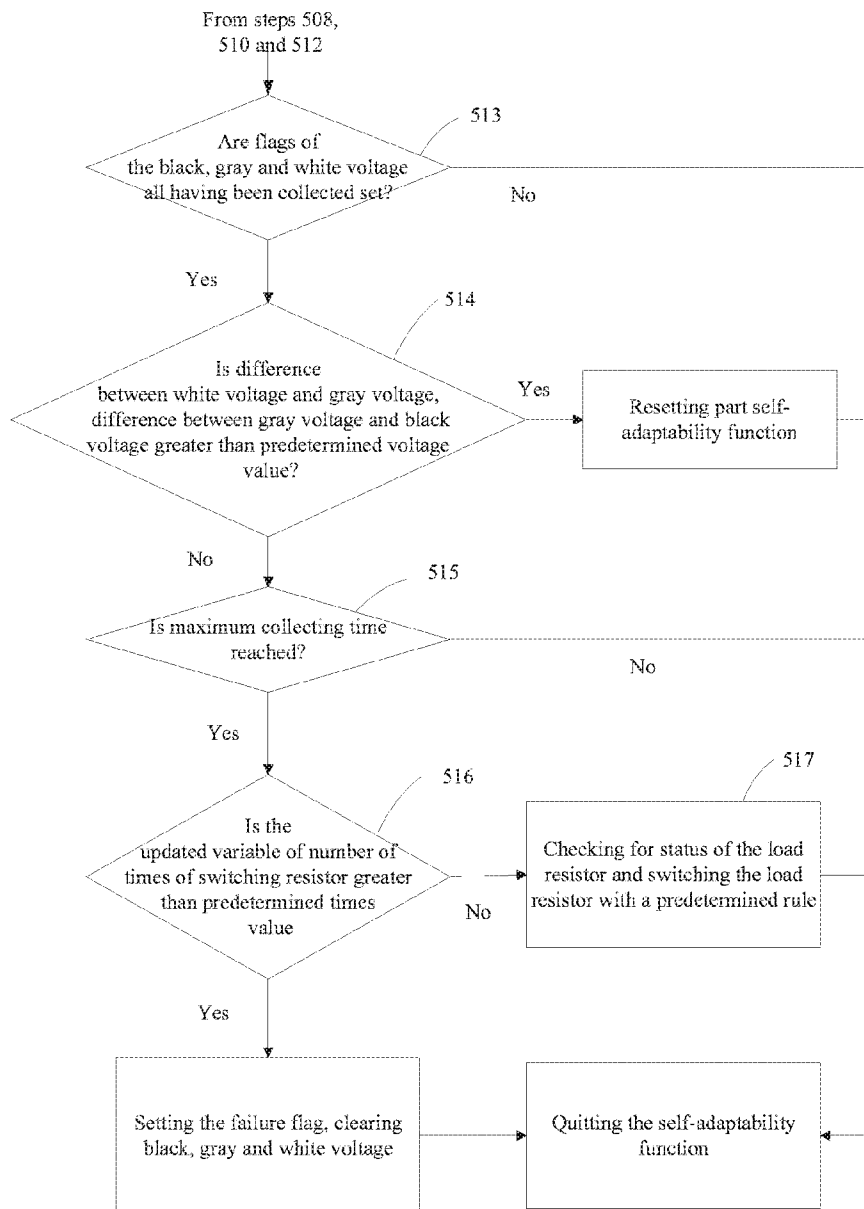 From steps 508,
510 and 512
513
Are flags of
the black, gray and white voltage
all having been collected set?
No
Yes
514
Is difference
between white voltage and gray voltage,
difference between gray voltage and black
voltage greater than predetermined voltage
value?
Yes
Resetting part self-
adaptability function
No
515
Is maximum collecting time
reached?
No
Yes
516
517
Is the
updated variable of number of
times of switching resistor greater
than predetermined times
value
No
Checking for status of the load
resistor and switching the load
resistor with a predetermined rule
Yes
Setting the failure flag, clearing
black, gray and white voltage
Quitting the self-adaptability
function